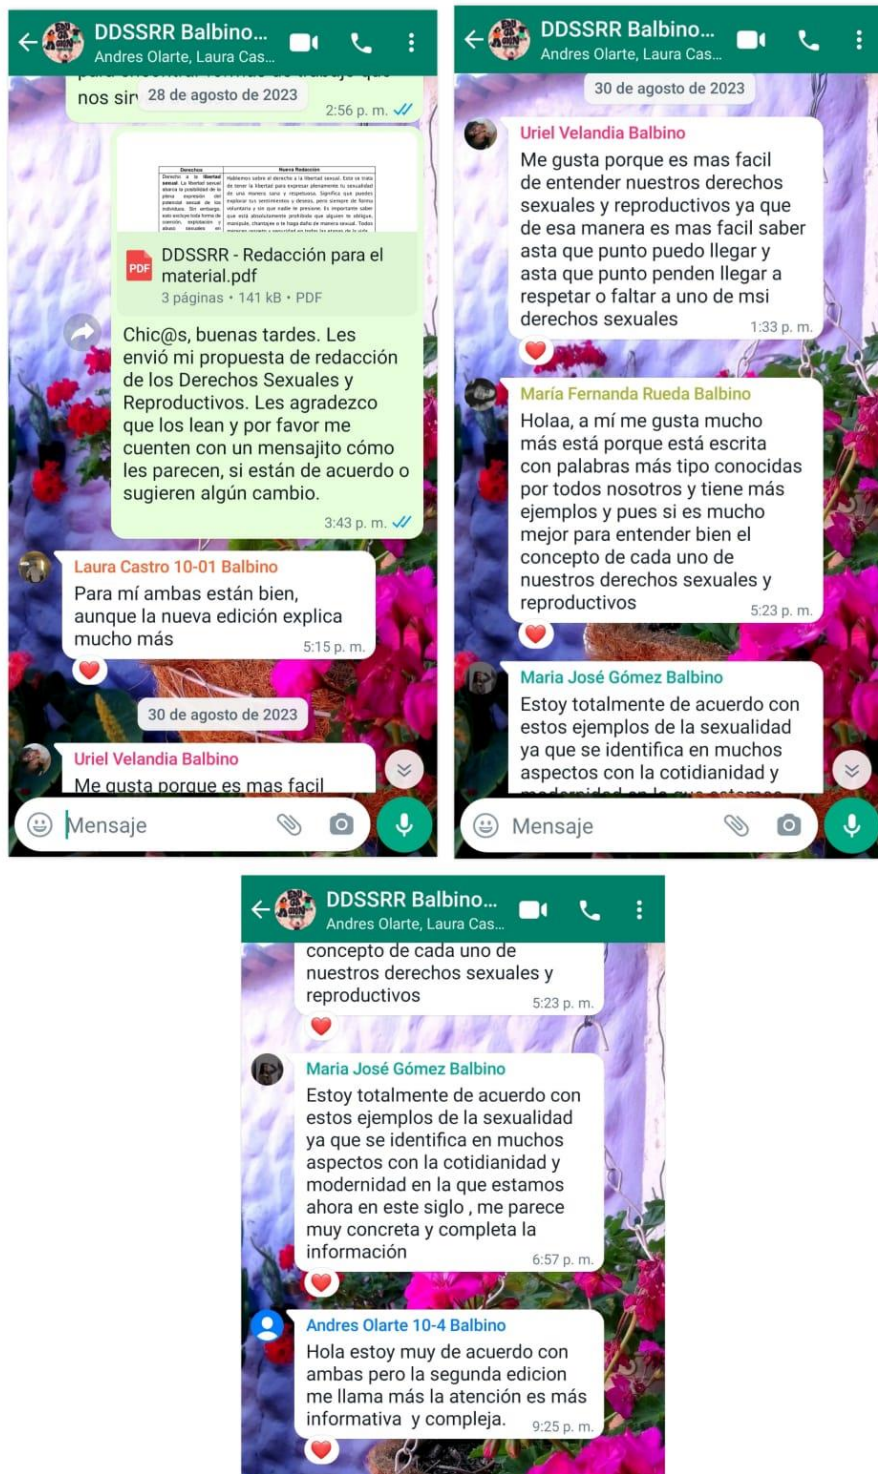 DDSSRR Balbino...
Andres Olarte, Laura Cas...
nos sir
28 de agosto de 2023
2:56 p. m.
Derechos
Nueva Redacción
PDF
DDSSRR - Redacción para el
material.pdf
3 páginas • 141 kB • PDF
Chic@s, buenas tardes. Les
envió mi propuesta de redacción
de los Derechos Sexuales y
Reproductivos. Les agradezco
que los lean y por favor me
cuenten con un mensajito cómo
les parecen, si están de acuerdo o
sugieren algún cambio.
3:43 p. m.
Laura Castro 10-01 Balbino
Para mí ambas están bien,
aunque la nueva edición explica
mucho más
5:15 p. m.
30 de agosto de 2023
Uriel Velandia Balbino
Me gusta porque es mas facil
Mensaje
DDSSRR Balbino...
Andres Olarte, Laura Cas...
30 de agosto de 2023
Uriel Velandia Balbino
Me gusta porque es mas facil
de entender nuestros derechos
sexuales y reproductivos ya que
de esa manera es mas facil saber
asta que punto puedo llegar y
asta que punto penden llegar a
respetar o faltar a uno de msi
derechos sexuales
1:33 p. m.
María Fernanda Rueda Balbino
Holaa, a mí me gusta mucho
más está porque está escrita
con palabras más tipo conocidas
por todos nosotros y tiene más
ejemplos y pues si es mucho
mejor para entender bien el
concepto de cada uno de
nuestros derechos sexuales y
reproductivos
5:23 p. m.
Maria José Gómez Balbino
Estoy totalmente de acuerdo con
estos ejemplos de la sexualidad
ya que se identifica en muchos
aspectos con la cotidianidad y
Mensaje
DDSSRR Balbino...
Andres Olarte, Laura Cas...
concepto de cada uno de
nuestros derechos sexuales y
reproductivos
5:23 p. m.
Maria José Gómez Balbino
Estoy totalmente de acuerdo con
estos ejemplos de la sexualidad
ya que se identifica en muchos
aspectos con la cotidianidad y
modernidad en la que estamos
ahora en este siglo , me parece
muy concreta y completa la
información
6:57 p. m.
Andres Olarte 10-4 Balbino
Hola estoy muy de acuerdo con
ambas pero la segunda edicion
me llama más la atención es más
informativa y compleja.
9:25 p. m.